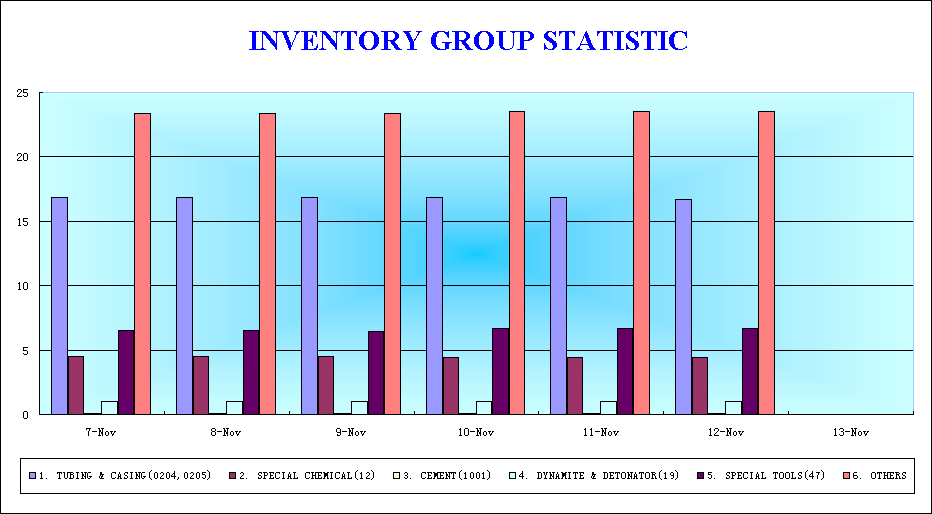 INVENTORY GROUP STATISTIC
25
20
15
10
5
0
7-Nov 8-Nov 9-Nov 10-Nov 11-Nov 12-Nov 13-Nov
1. TUBING & CASING(0204,0205) 2. SPECIAL CHEMICAL(12) 3. CEMENT(1001) 4. DYNAMITE & DETONATOR(19) 5. SPECIAL TOOLS(47) 6. OTHERS